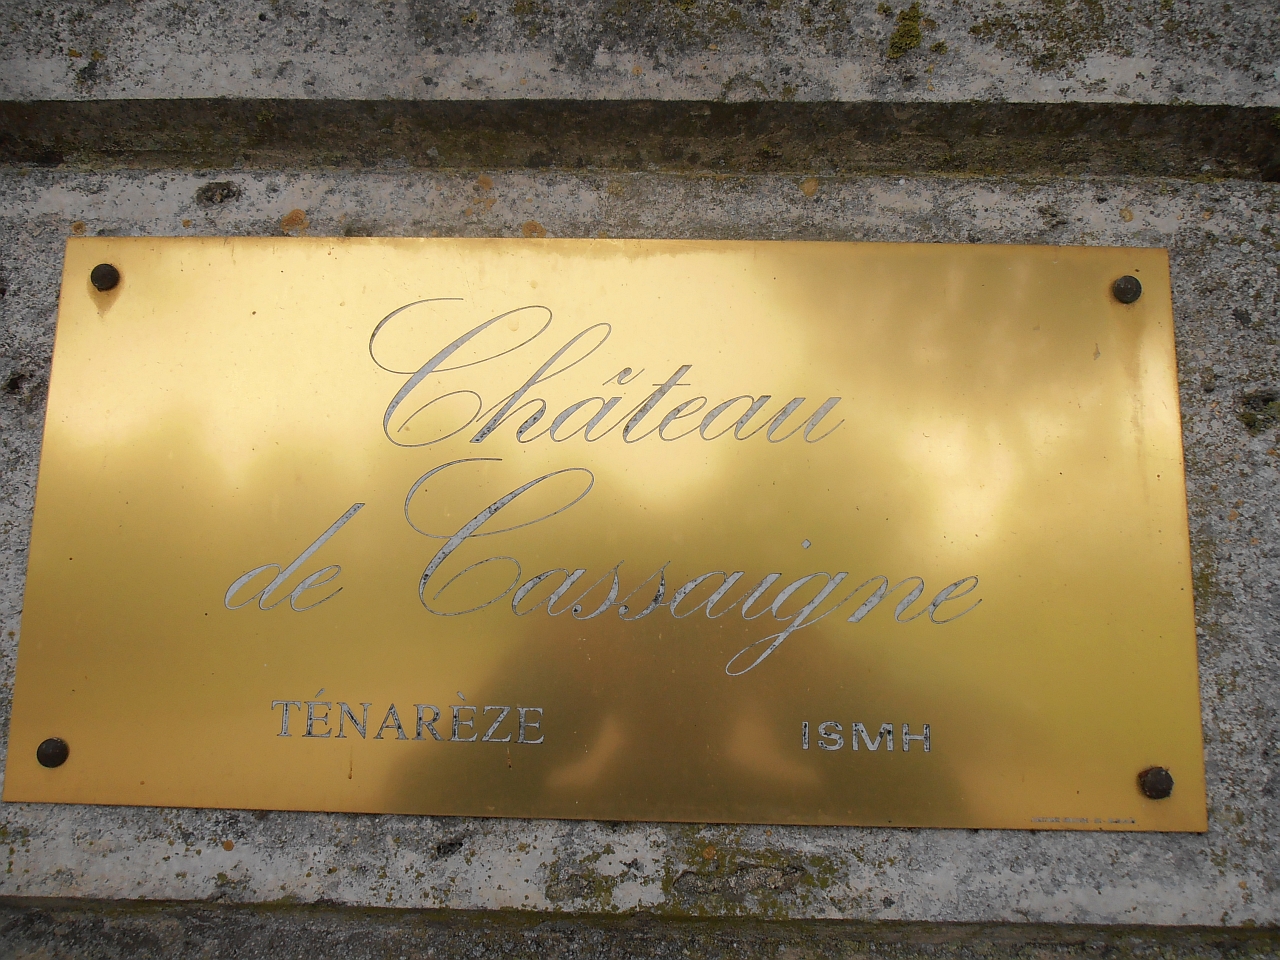 Château
de Cassaigne
TÉNARÈZE ISMH